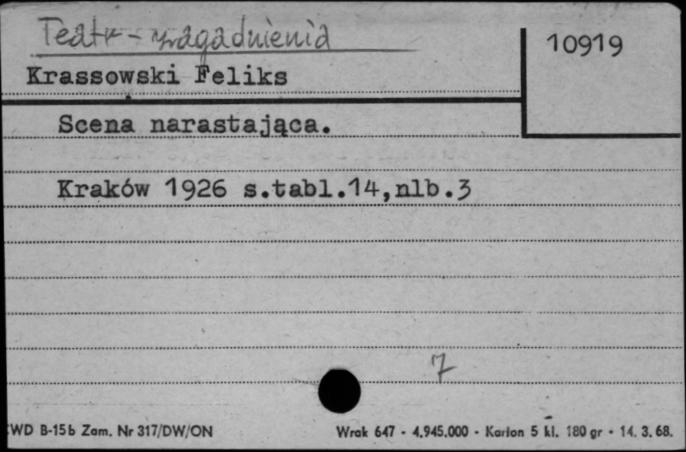 Teatr - zagadnienia
10919
Krassowski Feliks
Scena narastająca.
Kraków 1926 s.tabl.14,nlb.3
7
WD B-15b Zam. Nr 317/DW/ON
Wrak 647 - 4.945.000 - Karton 5 kl. 180 gr - 14. 3. 68.